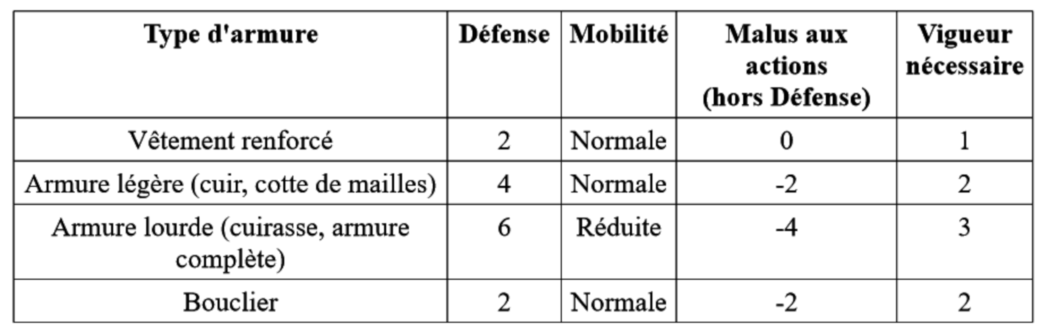 Type d'armure Défense Mobilité Malus aux actions (hors Défense) Vigueur nécessaire
Vêtement renforcé 2 Normale 0 1
Armure légère (cuir, cotte de mailles) 4 Normale -2 2
Armure lourde (cuirasse, armure complète) 6 Réduite -4 3
Bouclier 2 Normale -2 2